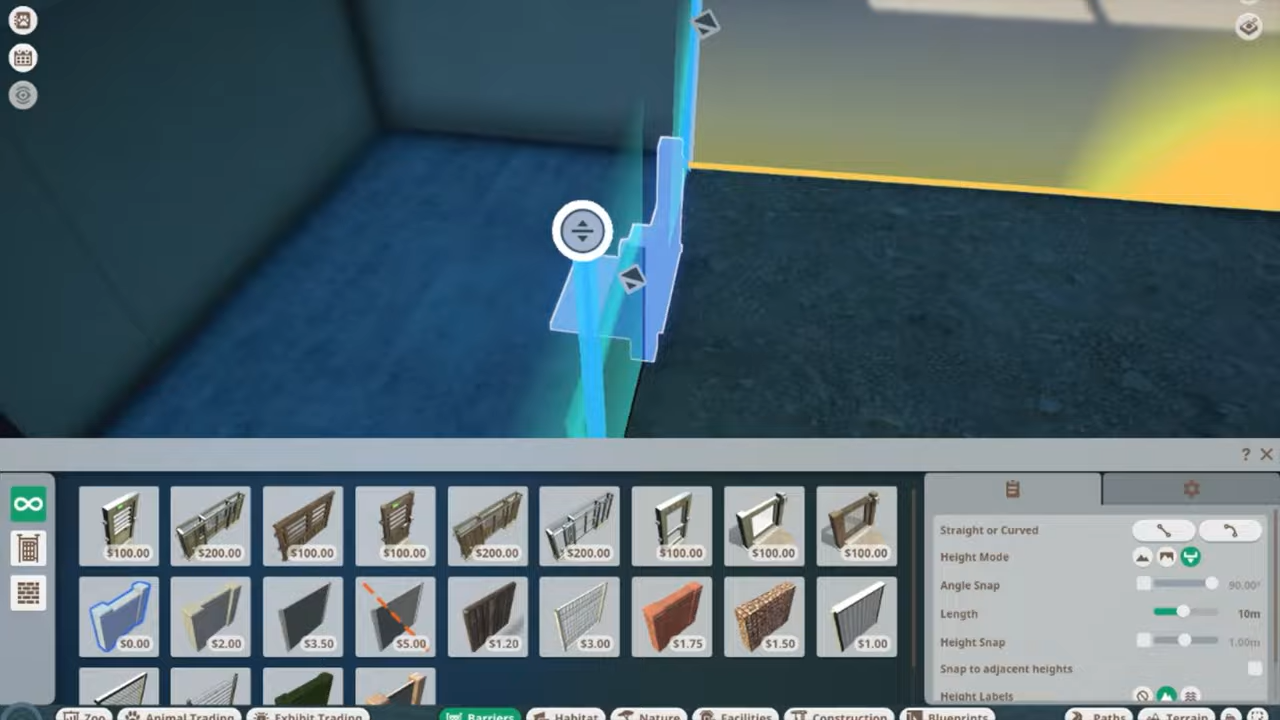 ?
$100.00 $200.00 $100.00 $100.00 $200.00 $200.00 $100.00 $100.00 $100.00
$0.00 $2.00 $3.50 $5.00 $1.20 $3.00 $1.75 $1.50 $1.00
Straight or Curved
Height Mode
Angle Snap 90.00°
Length 10m
Height Snap 1.00m
Snap to adjacent heights
Height Labels
Zoo Animal Trading Exhibit Trading Barriers Habitat Nature Facilities Construction Blueprints Paths Terrain